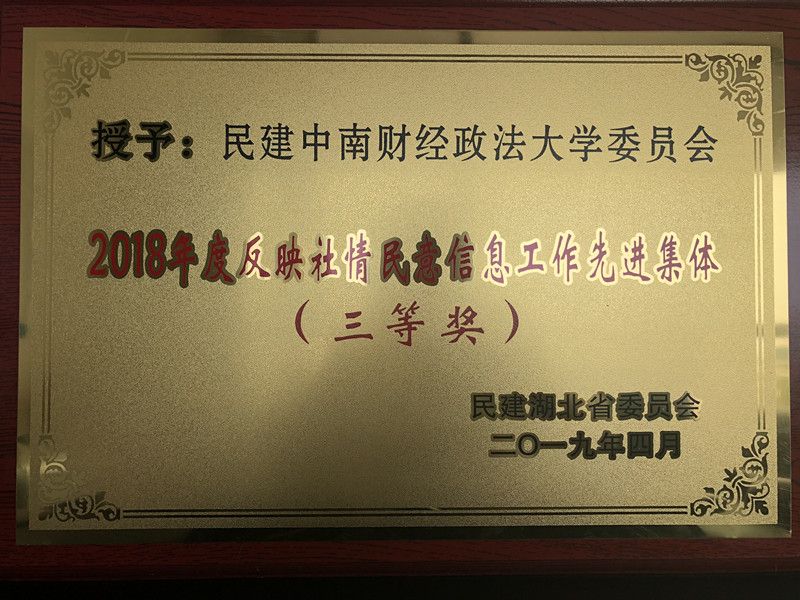 授予：民建中南财经政法大学委员会
2018年度反映社情民意信息工作先进集体
（三等奖）
民建湖北省委员会
二〇一九年四月